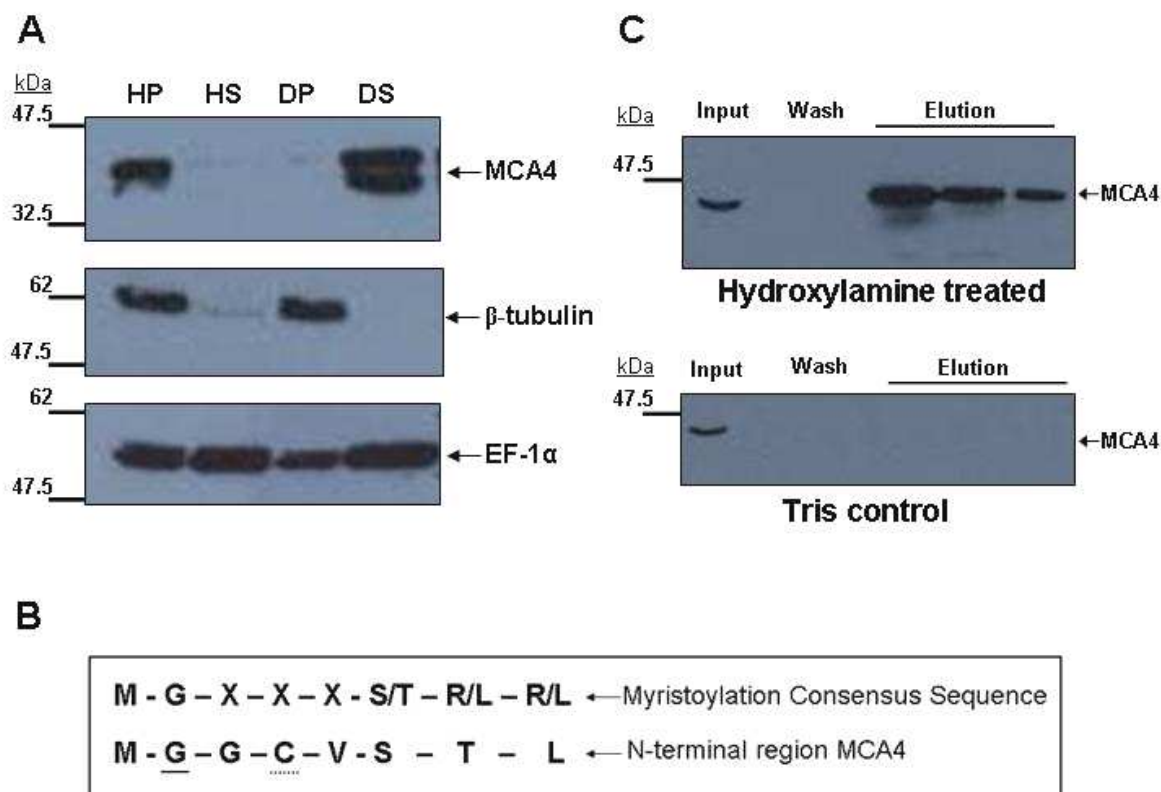 A
kDa HP HS DP DS
47.5
←MCA4
32.5
62
←β-tubulin
47.5
62
←EF-1α
47.5
C
kDa Input Wash Elution
47.5
←MCA4
Hydroxylamine treated
kDa Input Wash Elution
47.5
←MCA4
Tris control
B
M - G – X – X – X - S/T – R/L – R/L ←Myristoylation Consensus Sequence
M - G – G – C – V – S – T – L ←N-terminal region MCA4